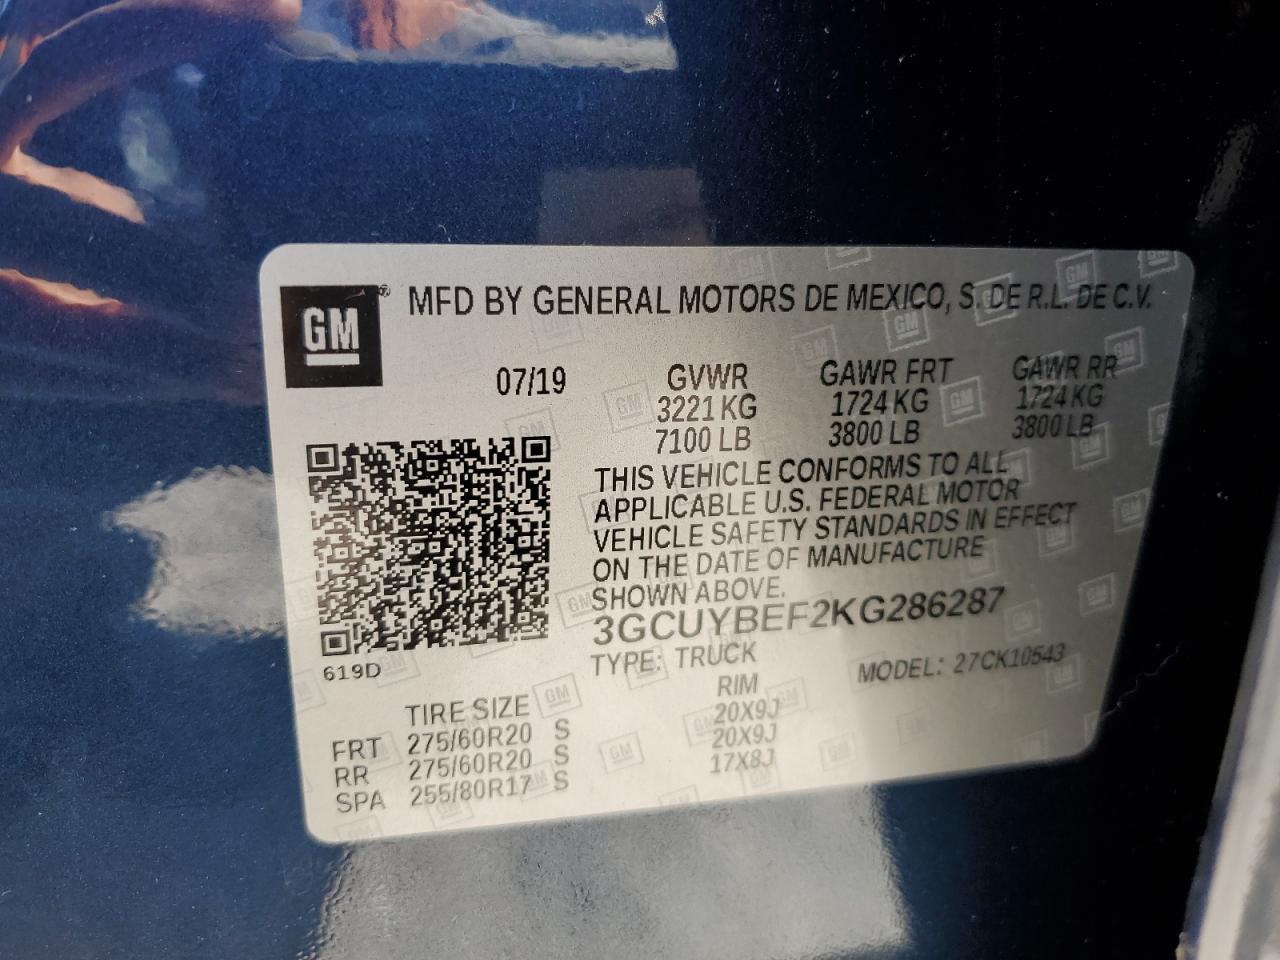 GM
MFD BY GENERAL MOTORS DE MEXICO, S. DE R.L. DE C.V.
07/19 GVWR GAWR FRT GAWR RR
3221 KG 1724 KG 1724 KG
7100 LB 3800 LB 3800 LB
THIS VEHICLE CONFORMS TO ALL
APPLICABLE U.S. FEDERAL MOTOR
VEHICLE SAFETY STANDARDS IN EFFECT
ON THE DATE OF MANUFACTURE
SHOWN ABOVE.
3GCUYBEF2KG286287
619D
TYPE: TRUCK MODEL: 27CK10543
TIRE SIZE RIM
FRT 275/60R20 S 20X9J
RR 275/60R20 S 20X9J
SPA 255/80R17 S 17X8J